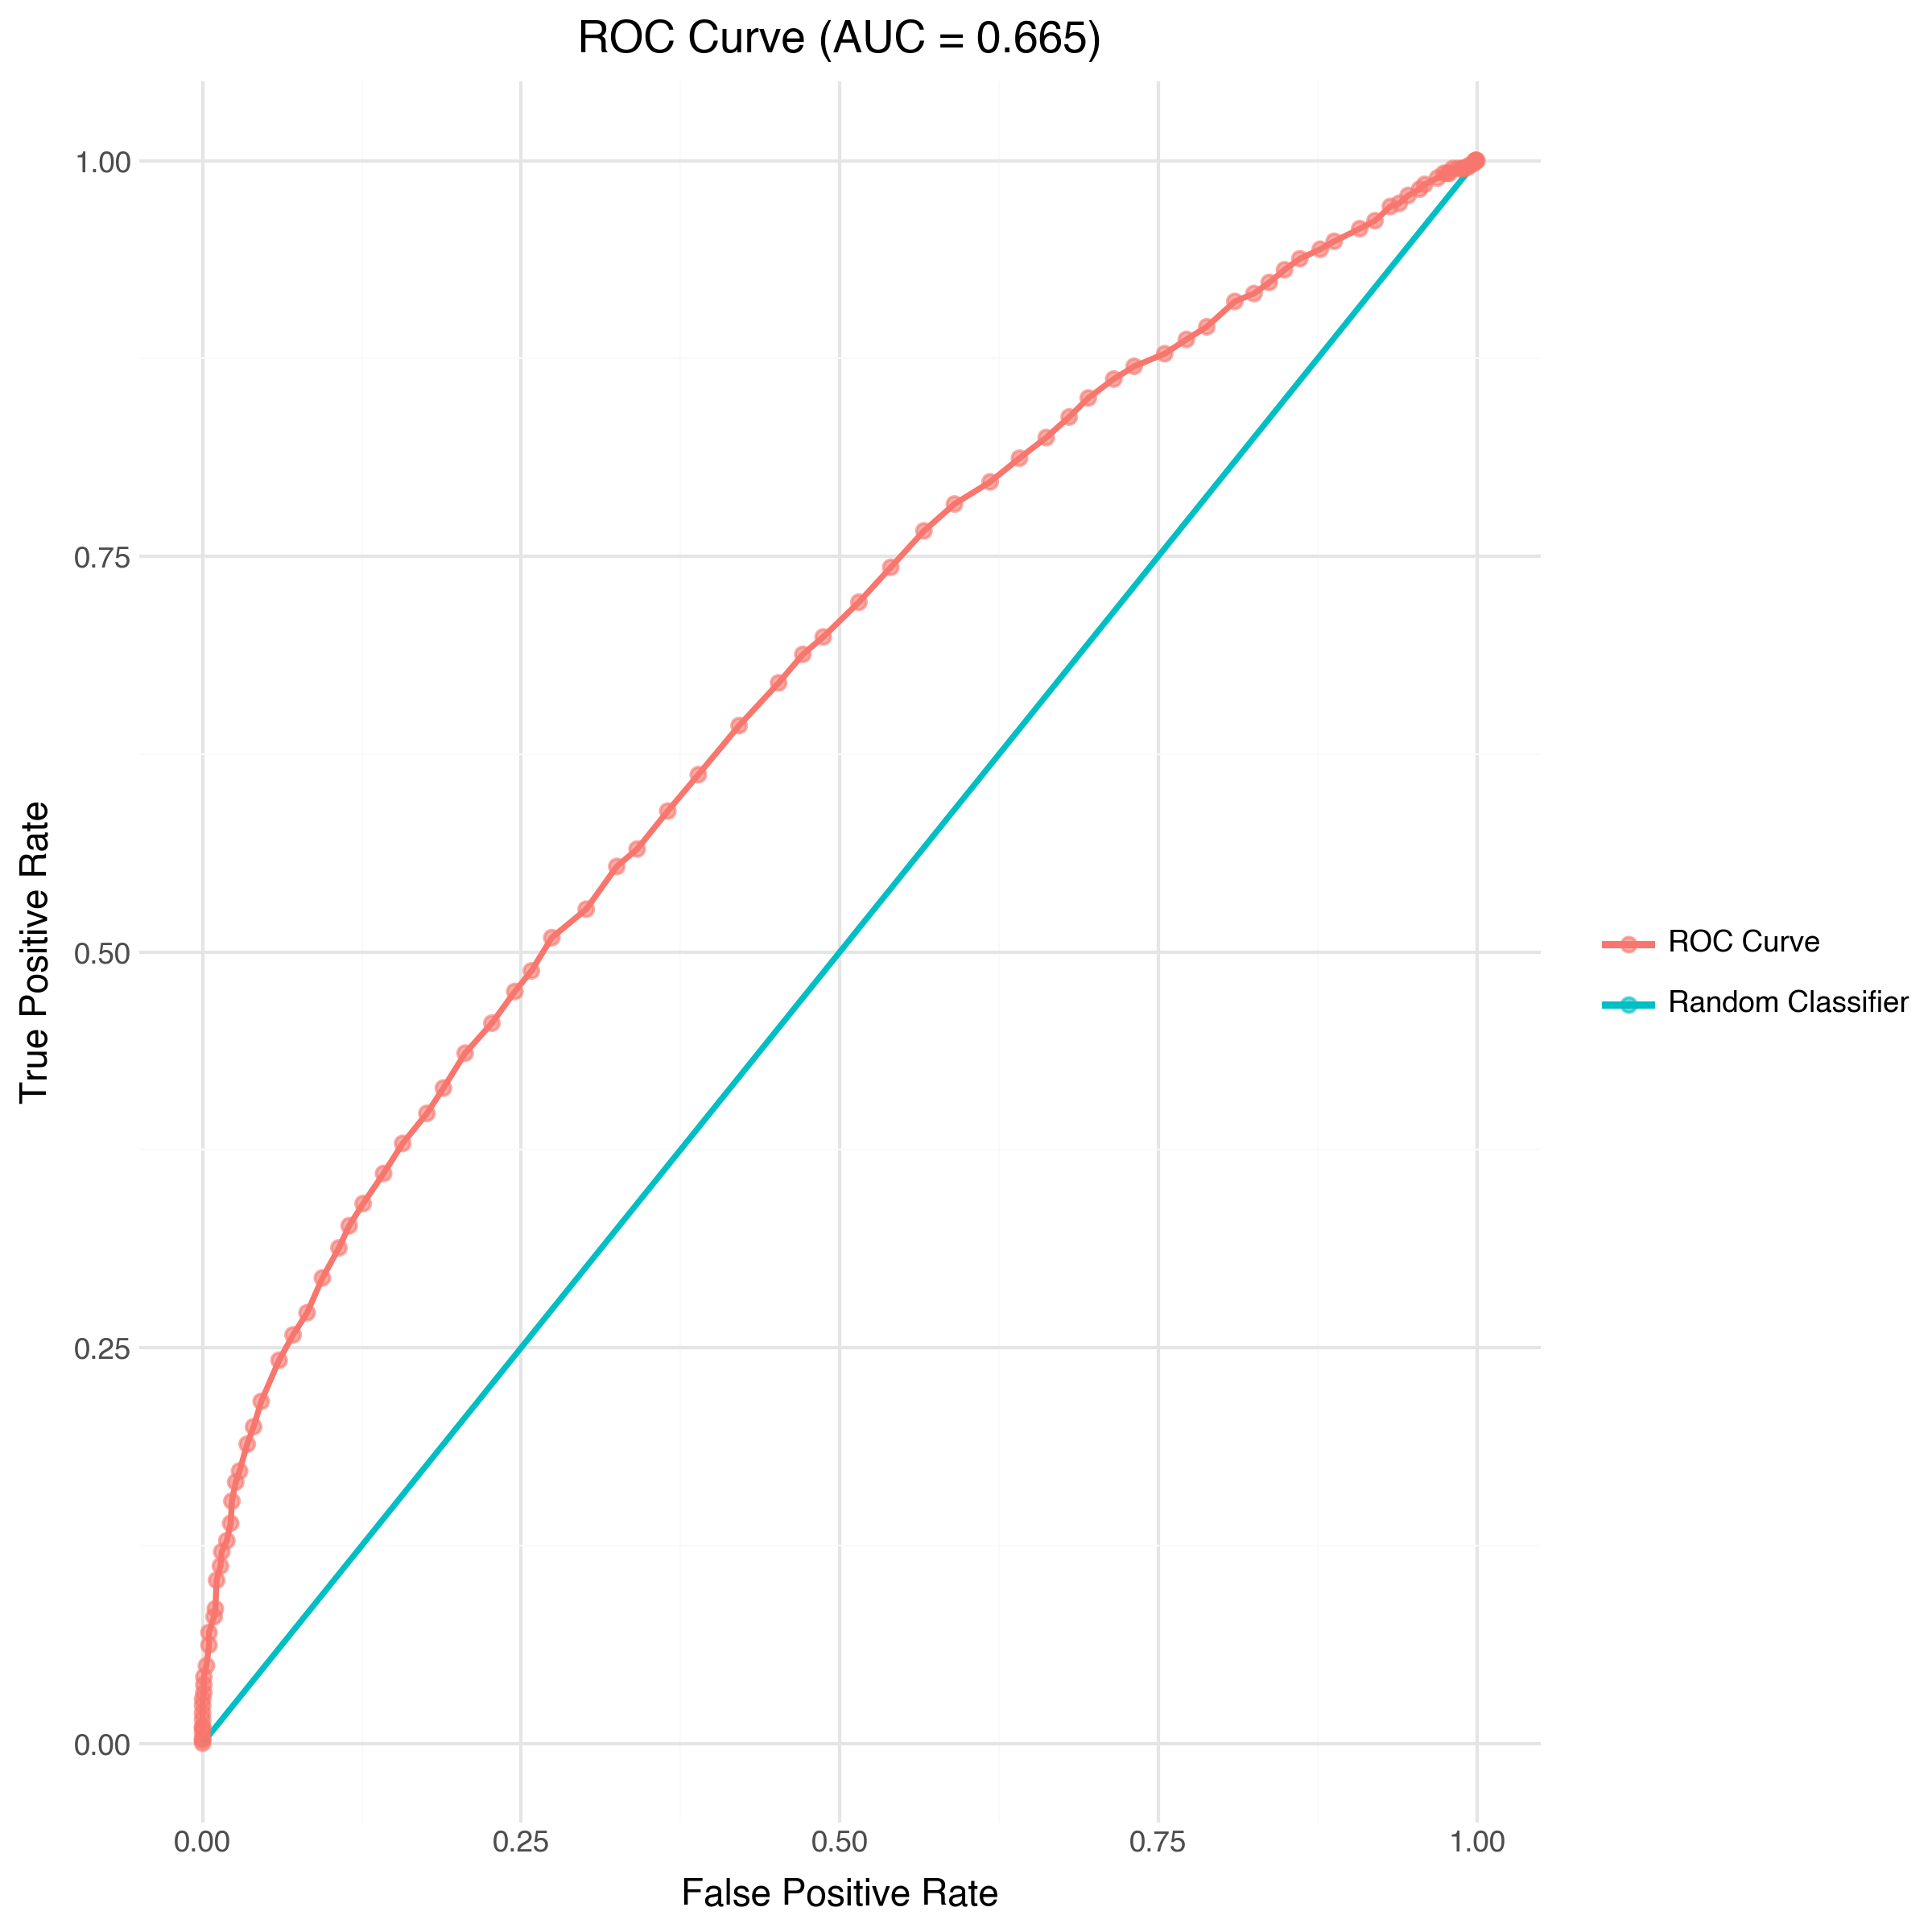 ROC Curve (AUC = 0.665)
True Positive Rate
1.00
0.75
0.50
0.25
0.00
0.00 0.25 0.50 0.75 1.00
False Positive Rate
ROC Curve
Random Classifier